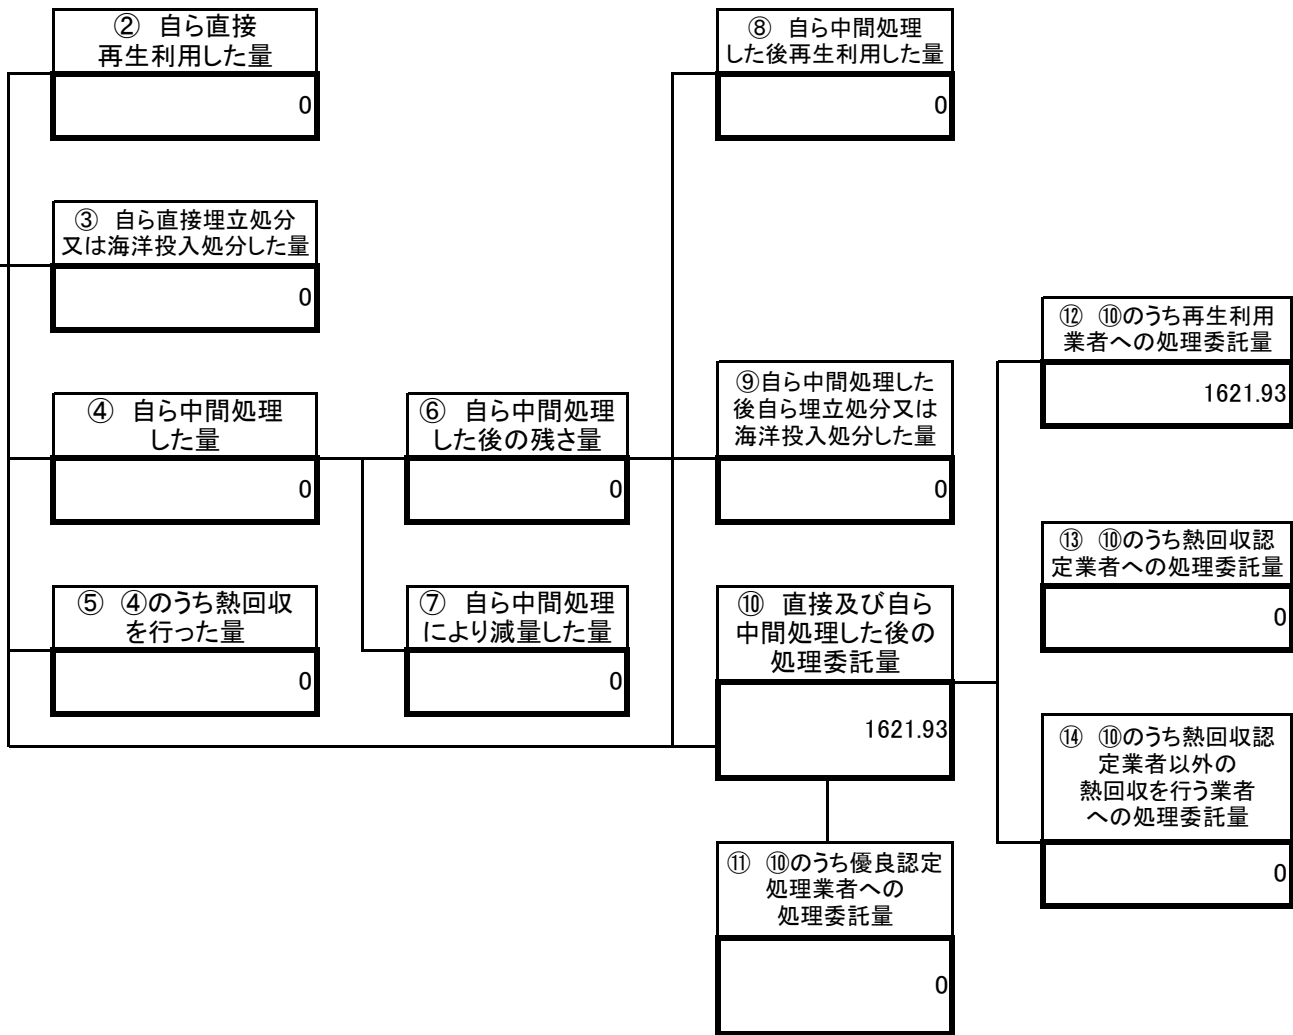 ② 自ら直接
再生利用した量
0
③ 自ら直接埋立処分
又は海洋投入処分した量
0
④ 自ら中間処理
した量
0
⑤ ④のうち熱回収
を行った量
0
⑥ 自ら中間処理
した後の残さ量
0
⑦ 自ら中間処理
により減量した量
0
⑧ 自ら中間処理
した後再生利用した量
0
⑨自ら中間処理した
後自ら埋立処分又は
海洋投入処分した量
0
⑩ 直接及び自ら
中間処理した後の
処理委託量
1621.93
⑪ ⑩のうち優良認定
処理業者への
処理委託量
0
⑫ ⑩のうち再生利用
業者への処理委託量
1621.93
⑬ ⑩のうち熱回収認
定業者への処理委託量
0
⑭ ⑩のうち熱回収認
定業者以外の
熱回収を行う業者
への処理委託量
0